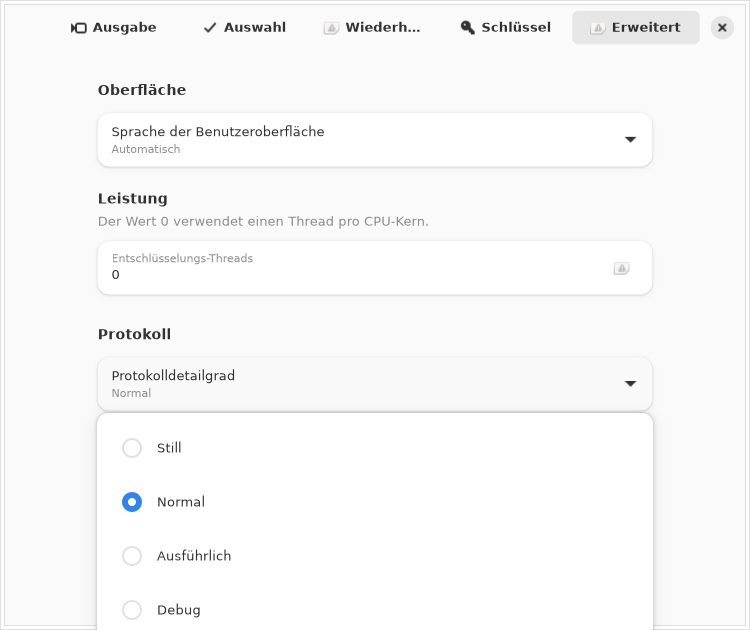 Ausgabe
Auswahl
Wiederh…
Schlüssel
Erweitert
Oberfläche
Sprache der Benutzeroberfläche
Automatisch
Leistung
Der Wert 0 verwendet einen Thread pro CPU-Kern.
Entschlüsselungs-Threads
0
Protokoll
Protokolldetailgrad
Normal
Still
Normal
Ausführlich
Debug